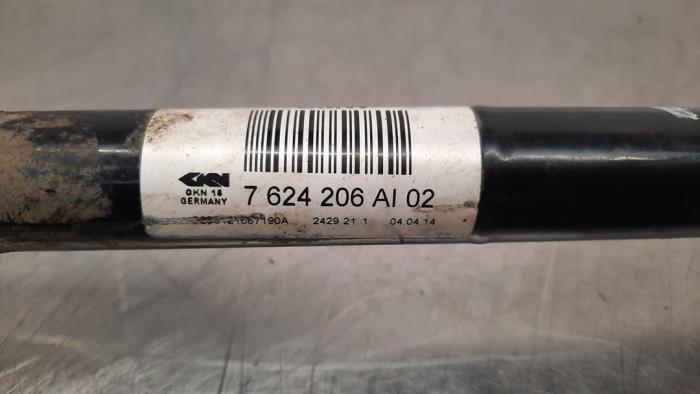 GKN
GKN 16
GERMANY
7 624 206 AI 02
2429 21 1 04.04.14